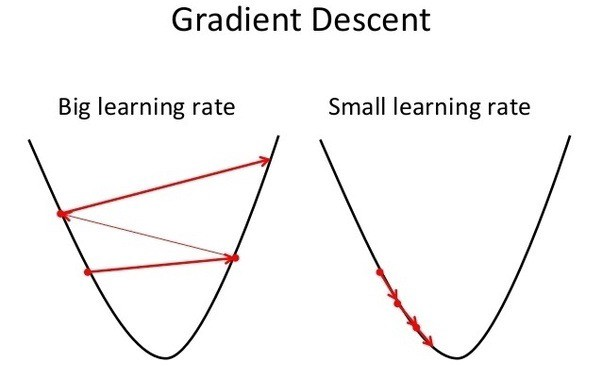 Gradient Descent
Big learning rate
Small learning rate